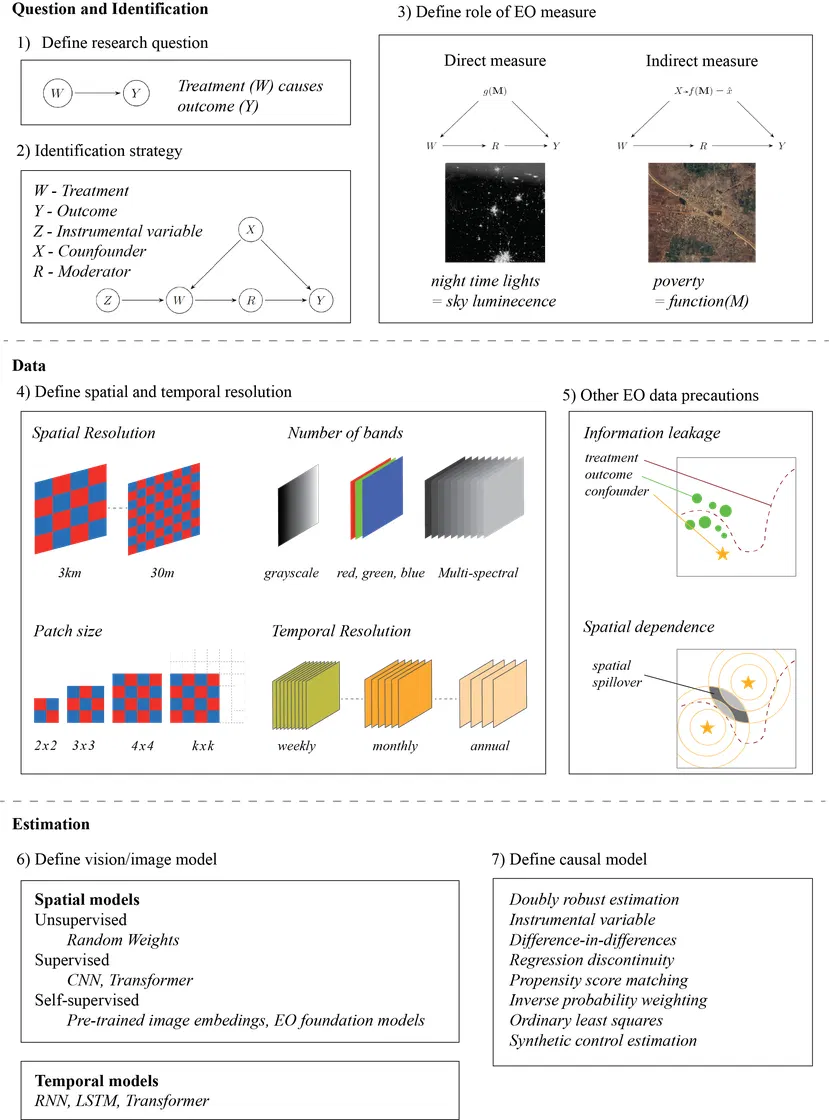 Question and Identification
1) Define research question
W
Y
Treatment (W) causes
outcome (Y)
2) Identification strategy
W - Treatment
Y - Outcome
Z - Instrumental variable
X - Counfounder
R - Moderator
X
Z
W
R
Y
3) Define role of EO measure
Direct measure
g(M)
W
R
Y
night time lights
= sky luminecence
Indirect measure
X→f(M) = x̂
W
R
Y
poverty
= function(M)
Data
4) Define spatial and temporal resolution
Spatial Resolution
3km
30m
Number of bands
grayscale
red, green, blue
Multi-spectral
Patch size
2x2
3x3
4x4
kxk
Temporal Resolution
weekly
monthly
annual
5) Other EO data precautions
Information leakage
treatment
outcome
confounder
Spatial dependence
spatial
spillover
Estimation
6) Define vision/image model
Spatial models
Unsupervised
Random Weights
Supervised
CNN, Transformer
Self-supervised
Pre-trained image embedings, EO foundation models
Temporal models
RNN, LSTM, Transformer
7) Define causal model
Doubly robust estimation
Instrumental variable
Difference-in-differences
Regression discontinuity
Propensity score matching
Inverse probability weighting
Ordinary least squares
Synthetic control estimation